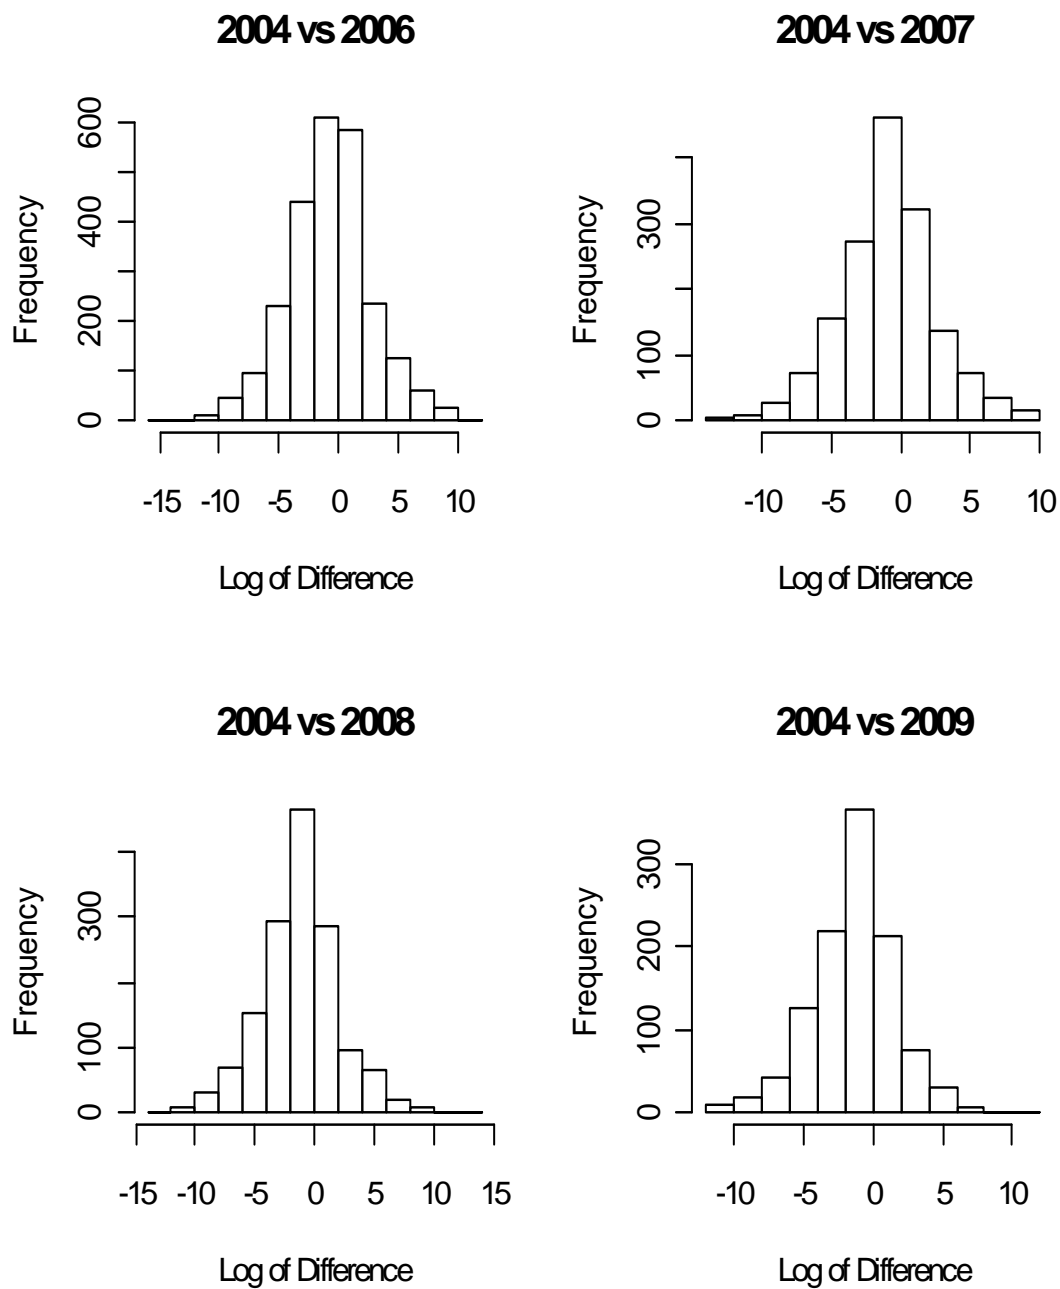 2004 vs 2006
600
400
200
0
Frequency
-15 -10 -5 0 5 10
Log of Difference
2004 vs 2007
300
100
0
Frequency
-10 -5 0 5 10
Log of Difference
2004 vs 2008
300
100
0
Frequency
-15 -10 -5 0 5 10 15
Log of Difference
2004 vs 2009
300
200
100
0
Frequency
-10 -5 0 5 10
Log of Difference